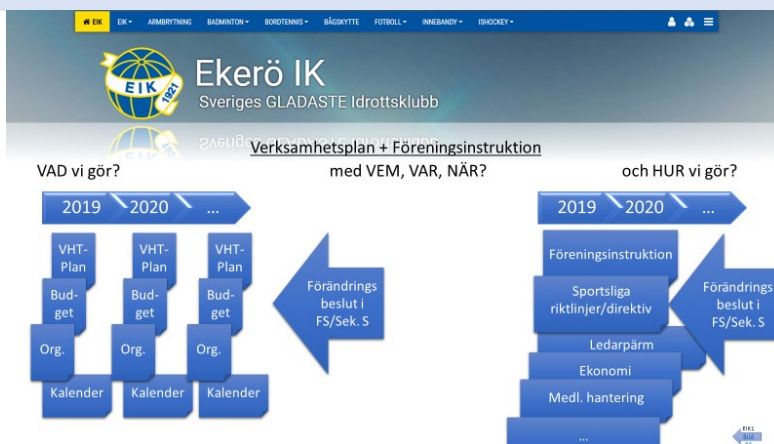 EIK EIK ARMBRYTNING BADMINTON BORDTENNIS BÅGSKYTTE FOTBOLL INNEBANDY ISHOCKEY
EIK
1921
Ekerö IK
Sveriges GLADASTE Idrottsklubb
Verksamhetsplan + Föreningsinstruktion
VAD vi gör?
med VEM, VAR, NÄR?
och HUR vi gör?
2019 2020 ...
2019 2020 ...
VHT-
Plan
VHT-
Plan
VHT-
Plan
Bud-
get
Bud-
get
Bud-
get
Org.
Org.
Org.
Kalender
Kalender
Kalender
Förändrings
beslut i
FS/Sek. S
Föreningsinstruktion
Sportsliga
riktlinjer/direktiv
Ledarpärm
Ekonomi
Medl. hantering
...
Förändrings
beslut i
FS/Sek. S